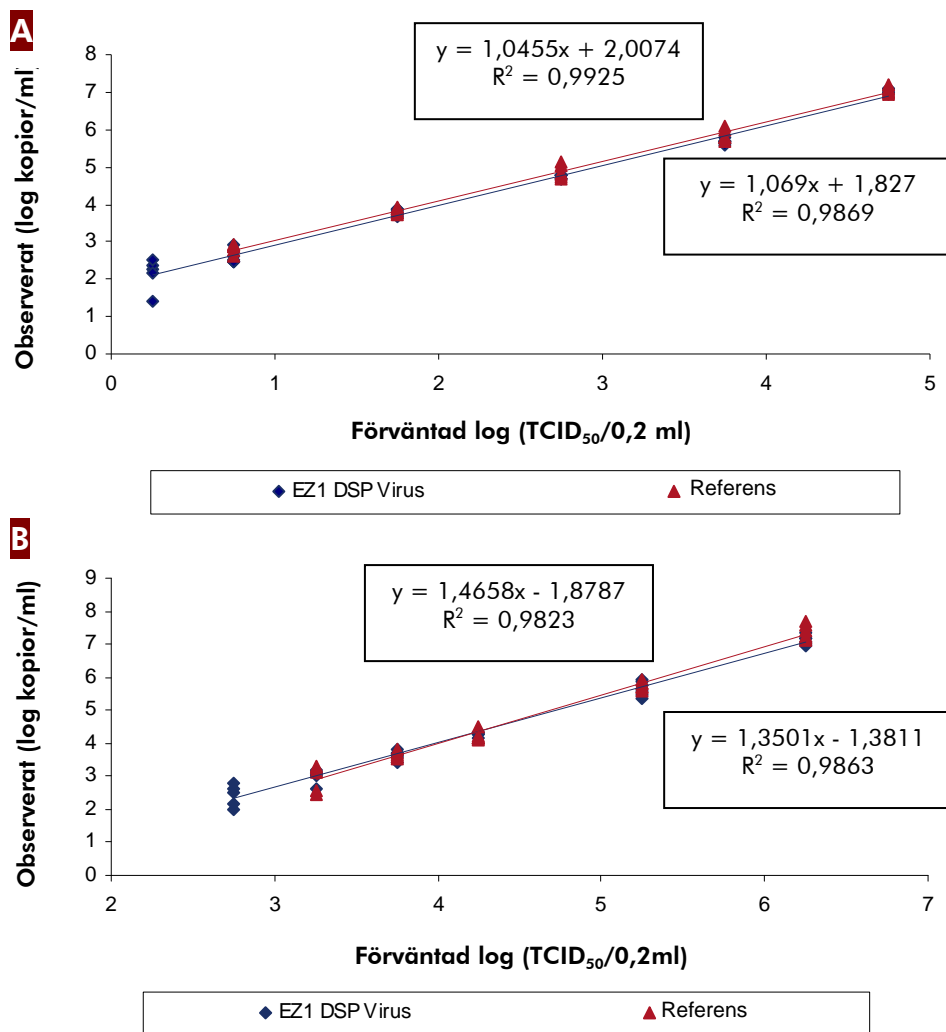 A
y = 1,0455x + 2,0074
R² = 0,9925
y = 1,069x + 1,827
R² = 0,9869
Observerat (log kopior/ml)
8
7
6
5
4
3
2
1
0
0 1 2 3 4 5
Förväntad log (TCID₅₀/0,2 ml)
EZ1 DSP Virus Referens
B
y = 1,4658x - 1,8787
R² = 0,9823
y = 1,3501x - 1,3811
R² = 0,9863
Observerat (log kopior/ml)
9
8
7
6
5
4
3
2
1
0
2 3 4 5 6 7
Förväntad log (TCID₅₀/0,2ml)
EZ1 DSP Virus Referens